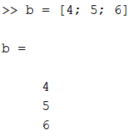 >> b = [4; 5; 6]
b =
4
5
6